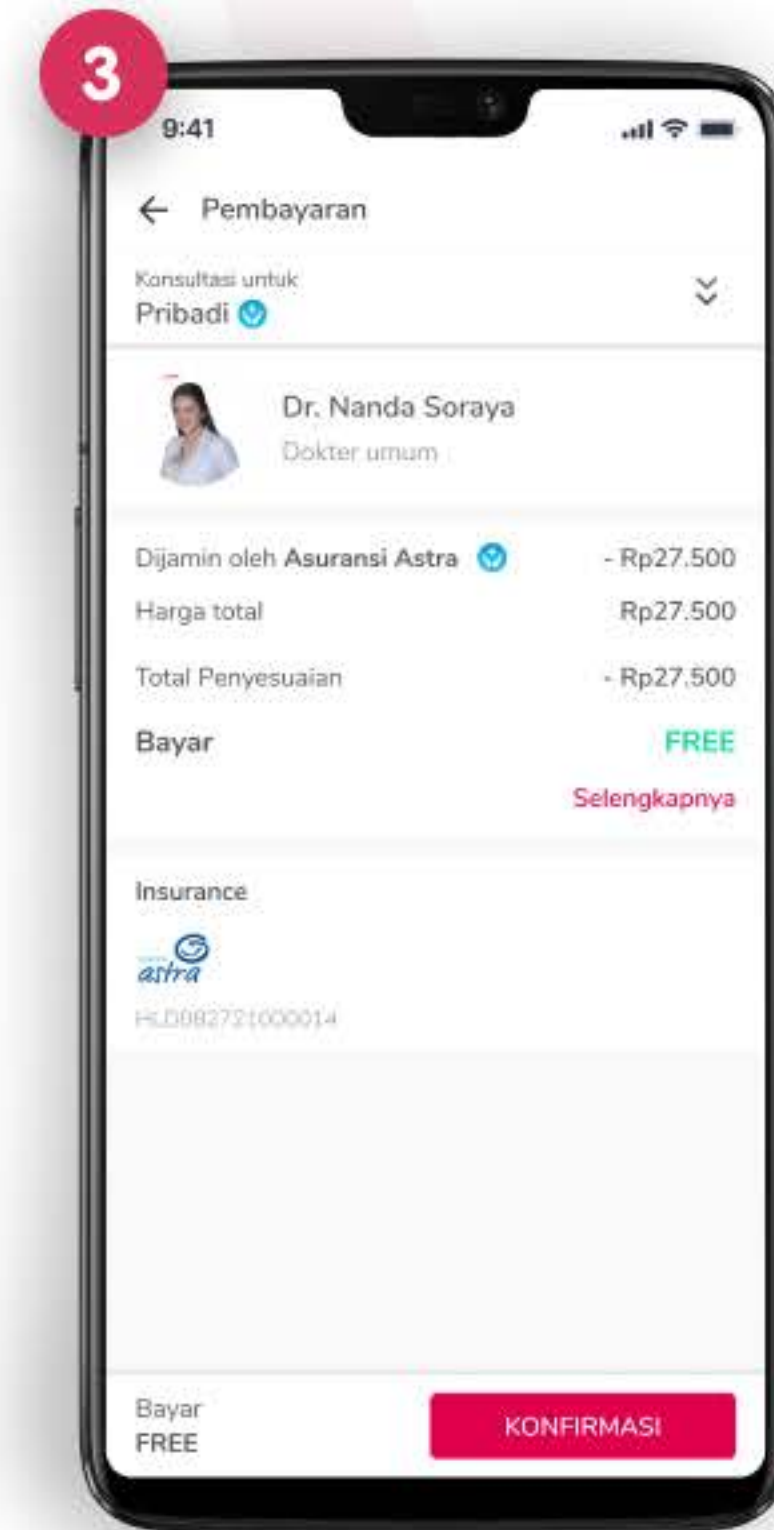 3
9:41
← Pembayaran
Konsultasi untuk
Pribadi
Dr. Nanda Soraya
Dokter umum
Dijamin oleh Asuransi Astra - Rp27.500
Harga total Rp27.500
Total Penyesuaian - Rp27.500
Bayar FREE
Selengkapnya
Insurance
astra
HLD082721000014
Bayar
FREE
KONFIRMASI